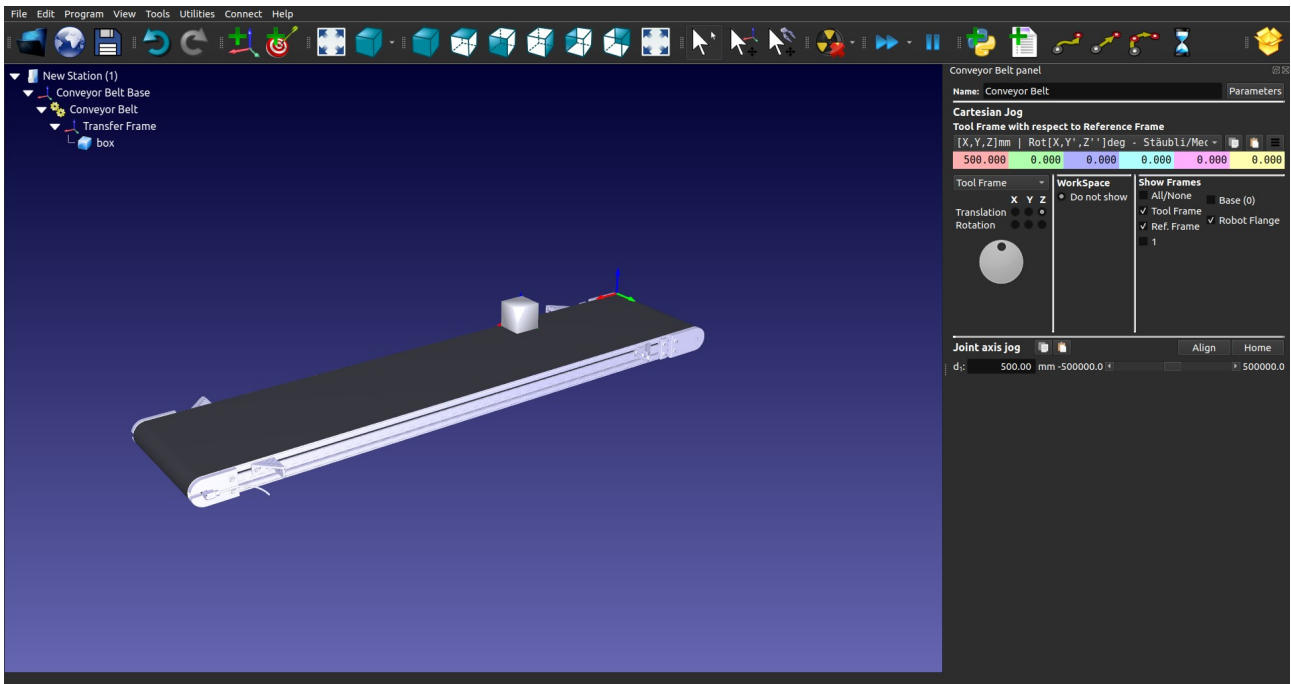 File Edit Program View Tools Utilities Connect Help
New Station (1)
Conveyor Belt Base
Conveyor Belt
Transfer Frame
box
Conveyor Belt panel
Name: Conveyor Belt Parameters
Cartesian Jog
Tool Frame with respect to Reference Frame
[X,Y,Z]mm | Rot[X,Y',Z'']deg - Stäubli/Mec
500.000 0.000 0.000 0.000 0.000 0.000
Tool Frame
X Y Z
Translation
Rotation
WorkSpace
Do not show
Show Frames
All/None Base (0)
Tool Frame Robot Flange
Ref. Frame
1
Joint axis jog Align Home
d₁: 500.00 mm -500000.0 500000.0